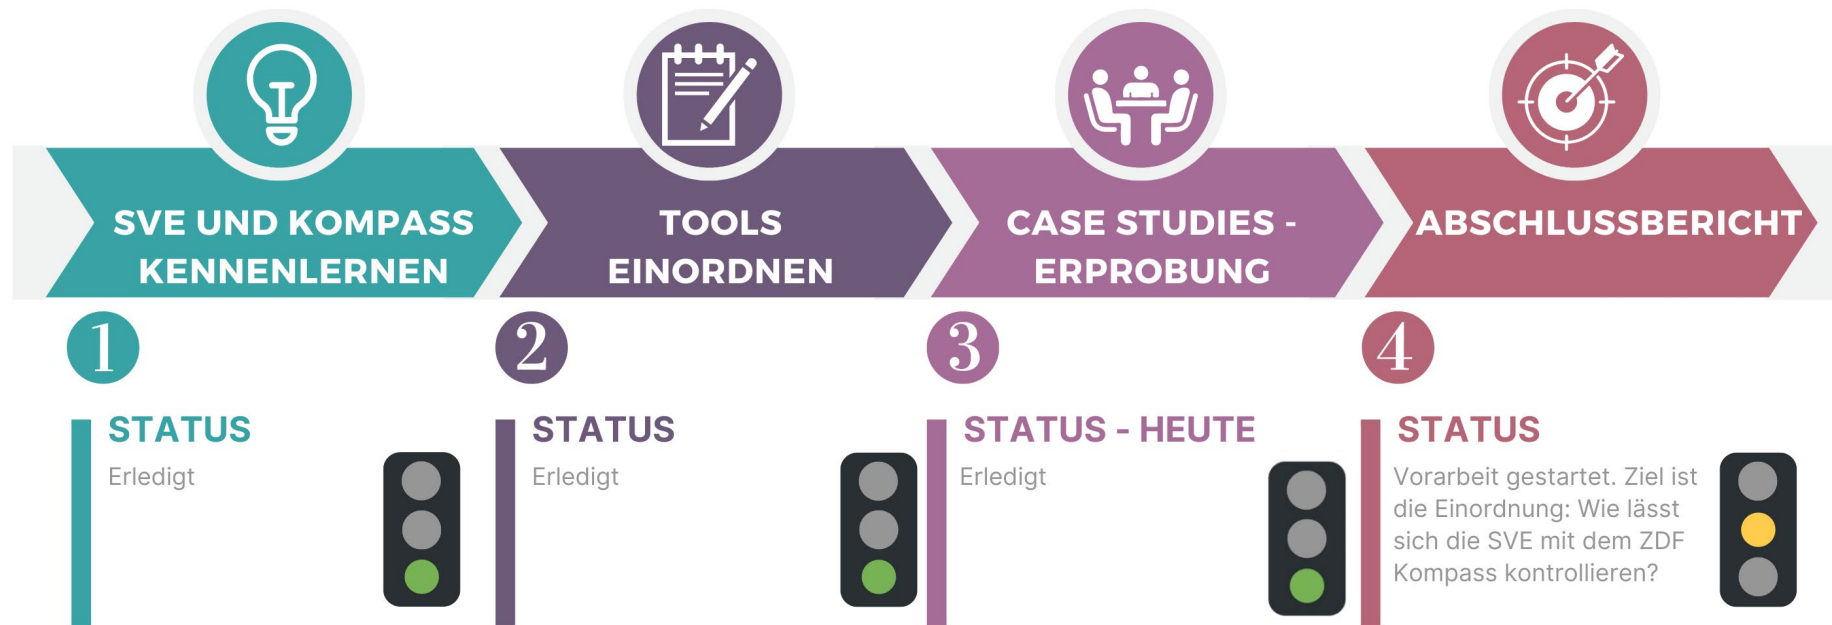 SVE UND KOMPASS
KENNENLERNEN
TOOLS
EINORDNEN
CASE STUDIES -
ERPROBUNG
ABSCHLUSSBERICHT
1
STATUS
Erledigt
2
STATUS
Erledigt
3
STATUS - HEUTE
Erledigt
4
STATUS
Vorarbeit gestartet. Ziel ist
die Einordnung: Wie lässt
sich die SVE mit dem ZDF
Kompass kontrollieren?